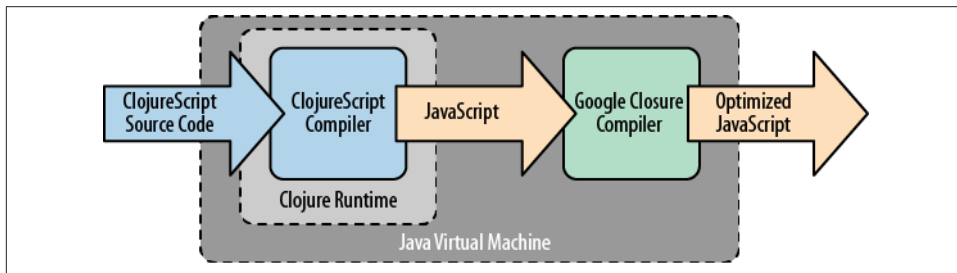 ClojureScript
Source Code
ClojureScript
Compiler
JavaScript
Google Closure
Compiler
Optimized
JavaScript
Clojure Runtime
Java Virtual Machine